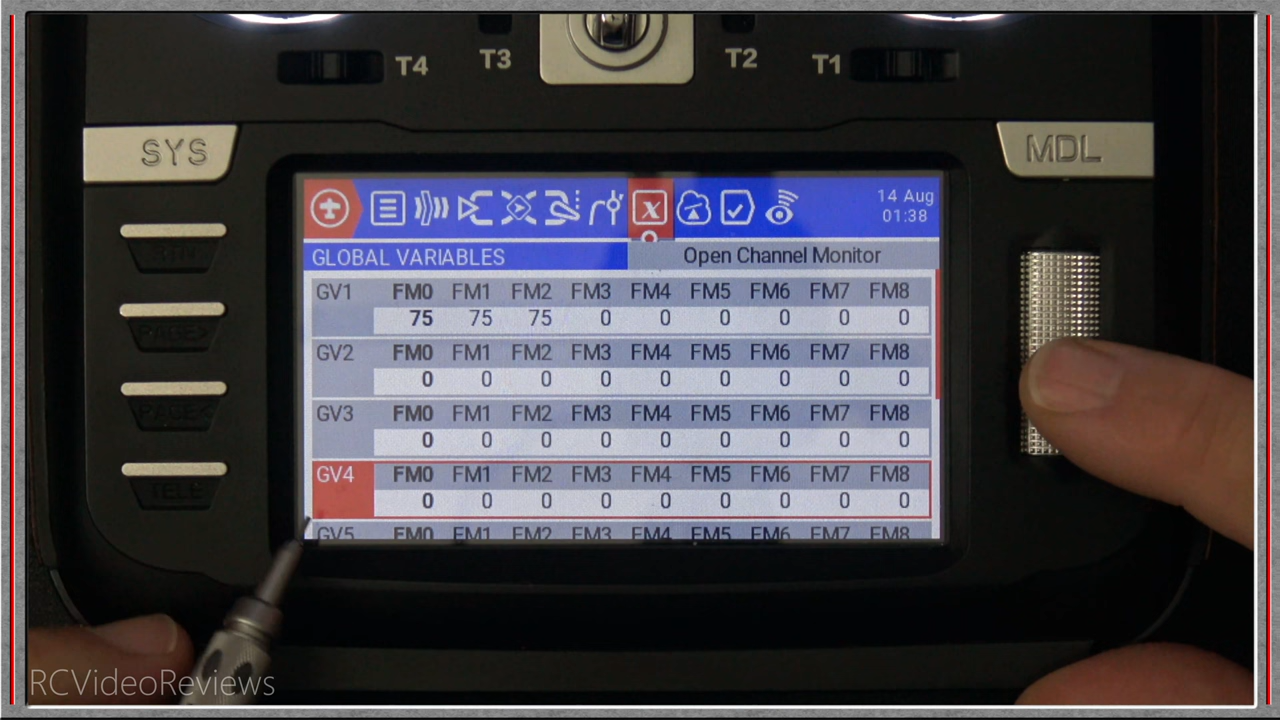 T4 T3 T2 T1
SYS
MDL
14 Aug
01:38
GLOBAL VARIABLES
Open Channel Monitor
GV1 FM0 FM1 FM2 FM3 FM4 FM5 FM6 FM7 FM8
75 75 75 0 0 0 0 0 0
GV2 FM0 FM1 FM2 FM3 FM4 FM5 FM6 FM7 FM8
0 0 0 0 0 0 0 0 0
GV3 FM0 FM1 FM2 FM3 FM4 FM5 FM6 FM7 FM8
0 0 0 0 0 0 0 0 0
GV4 FM0 FM1 FM2 FM3 FM4 FM5 FM6 FM7 FM8
0 0 0 0 0 0 0 0 0
GV5 FM0 FM1 FM2 FM3 FM4 FM5 FM6 FM7 FM8
RTN
PAGE>
PAGE<
TELE
RCVideoReviews